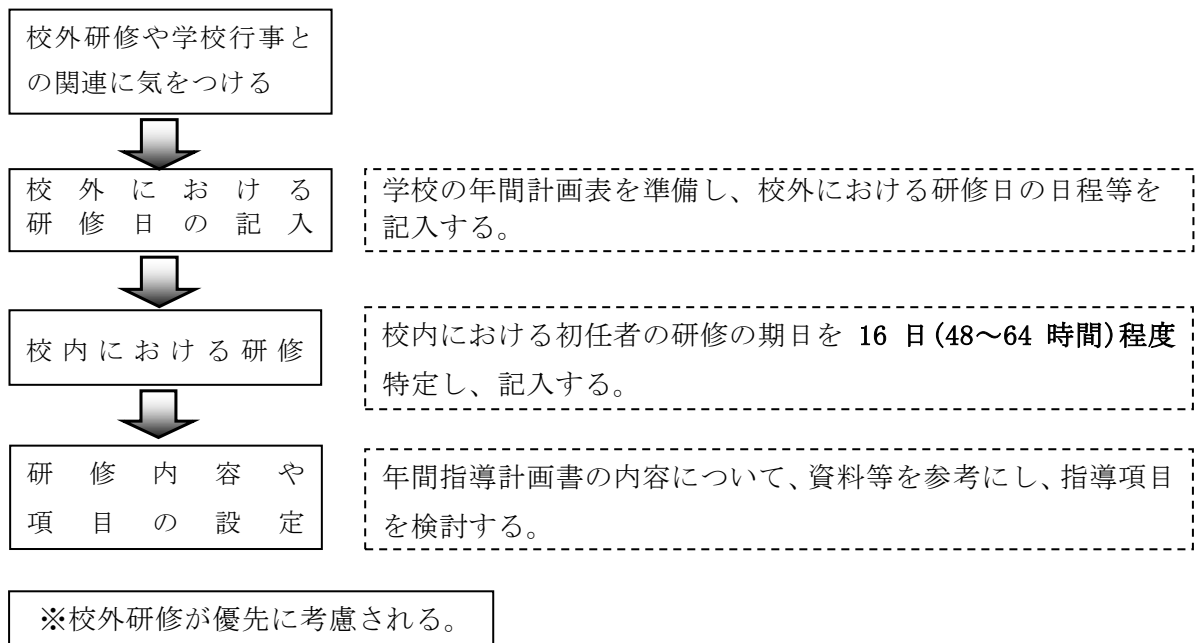 校外研修や学校行事と
の関連に気をつける
校外における
研修日の記入
学校の年間計画表を準備し、校外における研修日の日程等を
記入する。
校内における研修
校内における初任者の研修の期日を 16 日(48～64 時間)程度
特定し、記入する。
研修内容や
項目の設定
年間指導計画書の内容について、資料等を参考にし、指導項目
を検討する。
※校外研修が優先に考慮される。